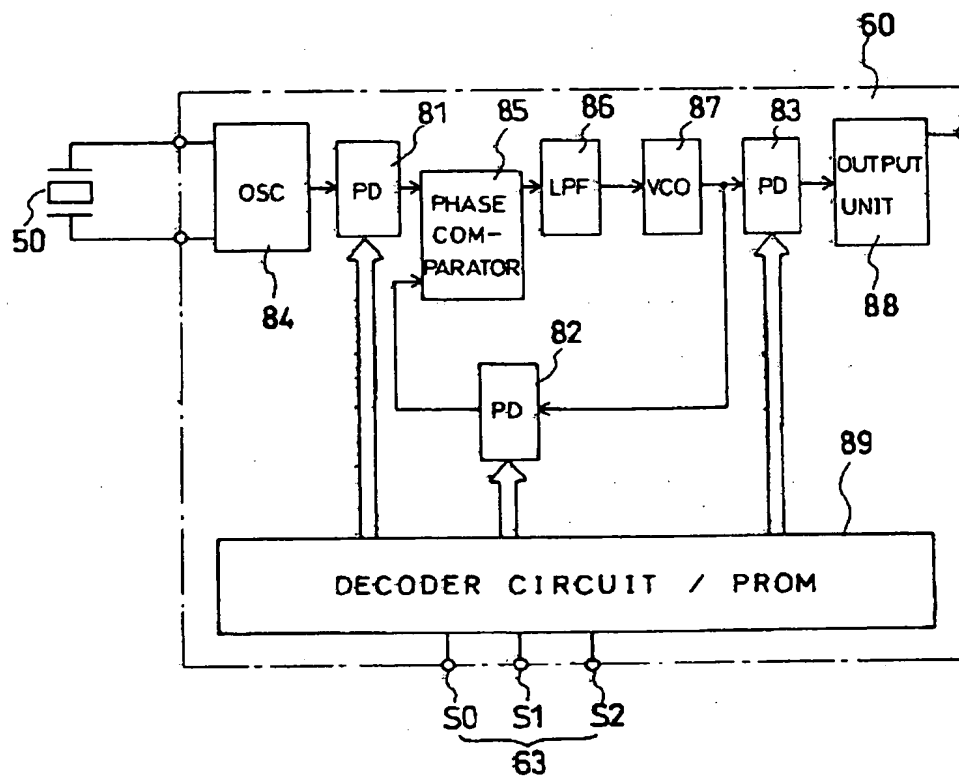 60
81
85
86
87
83
OSC
PD
PHASE
COM-
PARATOR
LPF
VCO
PD
OUTPUT
UNIT
50
84
88
82
PD
89
DECODER CIRCUIT / PROM
S0 S1 S2
63